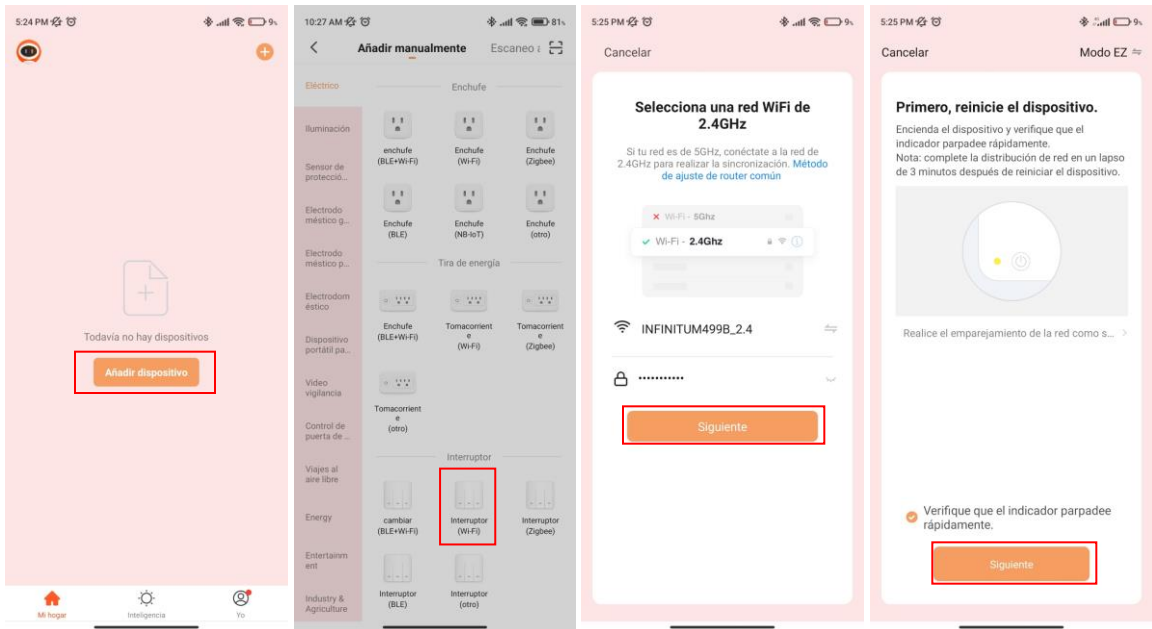 5:24 PM
9%
Todavía no hay dispositivos
Añadir dispositivo
Mi hogar
Inteligencia
Yo
10:27 AM
81%
Añadir manualmente
Escaneo
Eléctrico
Iluminación
Sensor de
protecció...
Electrodo
méstico g...
Electrodo
méstico p...
Electrodom
éstico
Dispositivo
portátil pa...
Video
vigilancia
Control de
puerta de ...
Viajes al
aire libre
Energy
Entertainm
ent
Industry &
Agriculture
Enchufe
enchufe
(BLE+Wi-Fi)
Enchufe
(Wi-Fi)
Enchufe
(Zigbee)
Enchufe
(BLE)
Enchufe
(NB-IoT)
Enchufe
(otro)
Tira de energía
Enchufe
(BLE+Wi-Fi)
Tomacorrient
e
(Wi-Fi)
Tomacorrient
e
(Zigbee)
Tomacorrient
e
(otro)
Interruptor
cambiar
(BLE+Wi-Fi)
Interruptor
(Wi-Fi)
Interruptor
(Zigbee)
Interruptor
(BLE)
Interruptor
(otro)
5:25 PM
9%
Cancelar
Selecciona una red WiFi de
2.4GHz
Si tu red es de 5GHz, conéctate a la red de
2.4GHz para realizar la sincronización. Método
de ajuste de router común
Wi-Fi - 5Ghz
Wi-Fi - 2.4Ghz
INFINITUM499B_2.4
Siguiente
5:25 PM
9%
Cancelar
Modo EZ
Primero, reinicie el dispositivo.
Encienda el dispositivo y verifique que el
indicador parpadee rápidamente.
Nota: complete la distribución de red en un lapso
de 3 minutos después de reiniciar el dispositivo.
Realice el emparejamiento de la red como s...
Verifique que el indicador parpadee
rápidamente.
Siguiente